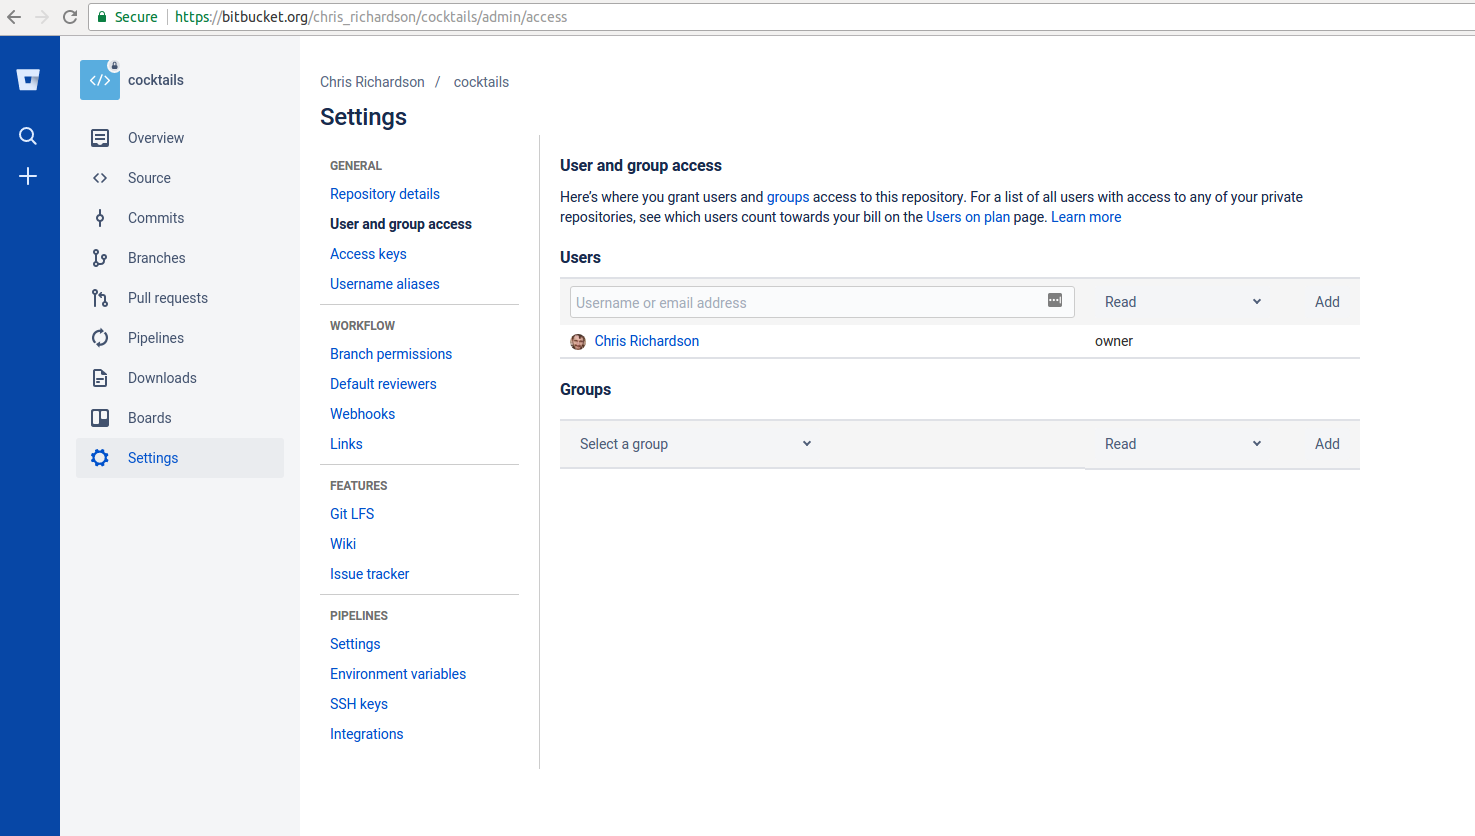 Secure https://bitbucket.org/chris_richardson/cocktails/admin/access
</> cocktails
Overview
Source
Commits
Branches
Pull requests
Pipelines
Downloads
Boards
Settings
Chris Richardson / cocktails
Settings
GENERAL
Repository details
User and group access
Access keys
Username aliases
WORKFLOW
Branch permissions
Default reviewers
Webhooks
Links
FEATURES
Git LFS
Wiki
Issue tracker
PIPELINES
Settings
Environment variables
SSH keys
Integrations
User and group access
Here’s where you grant users and groups access to this repository. For a list of all users with access to any of your private
repositories, see which users count towards your bill on the Users on plan page. Learn more
Users
Username or email address Read Add
Chris Richardson owner
Groups
Select a group Read Add